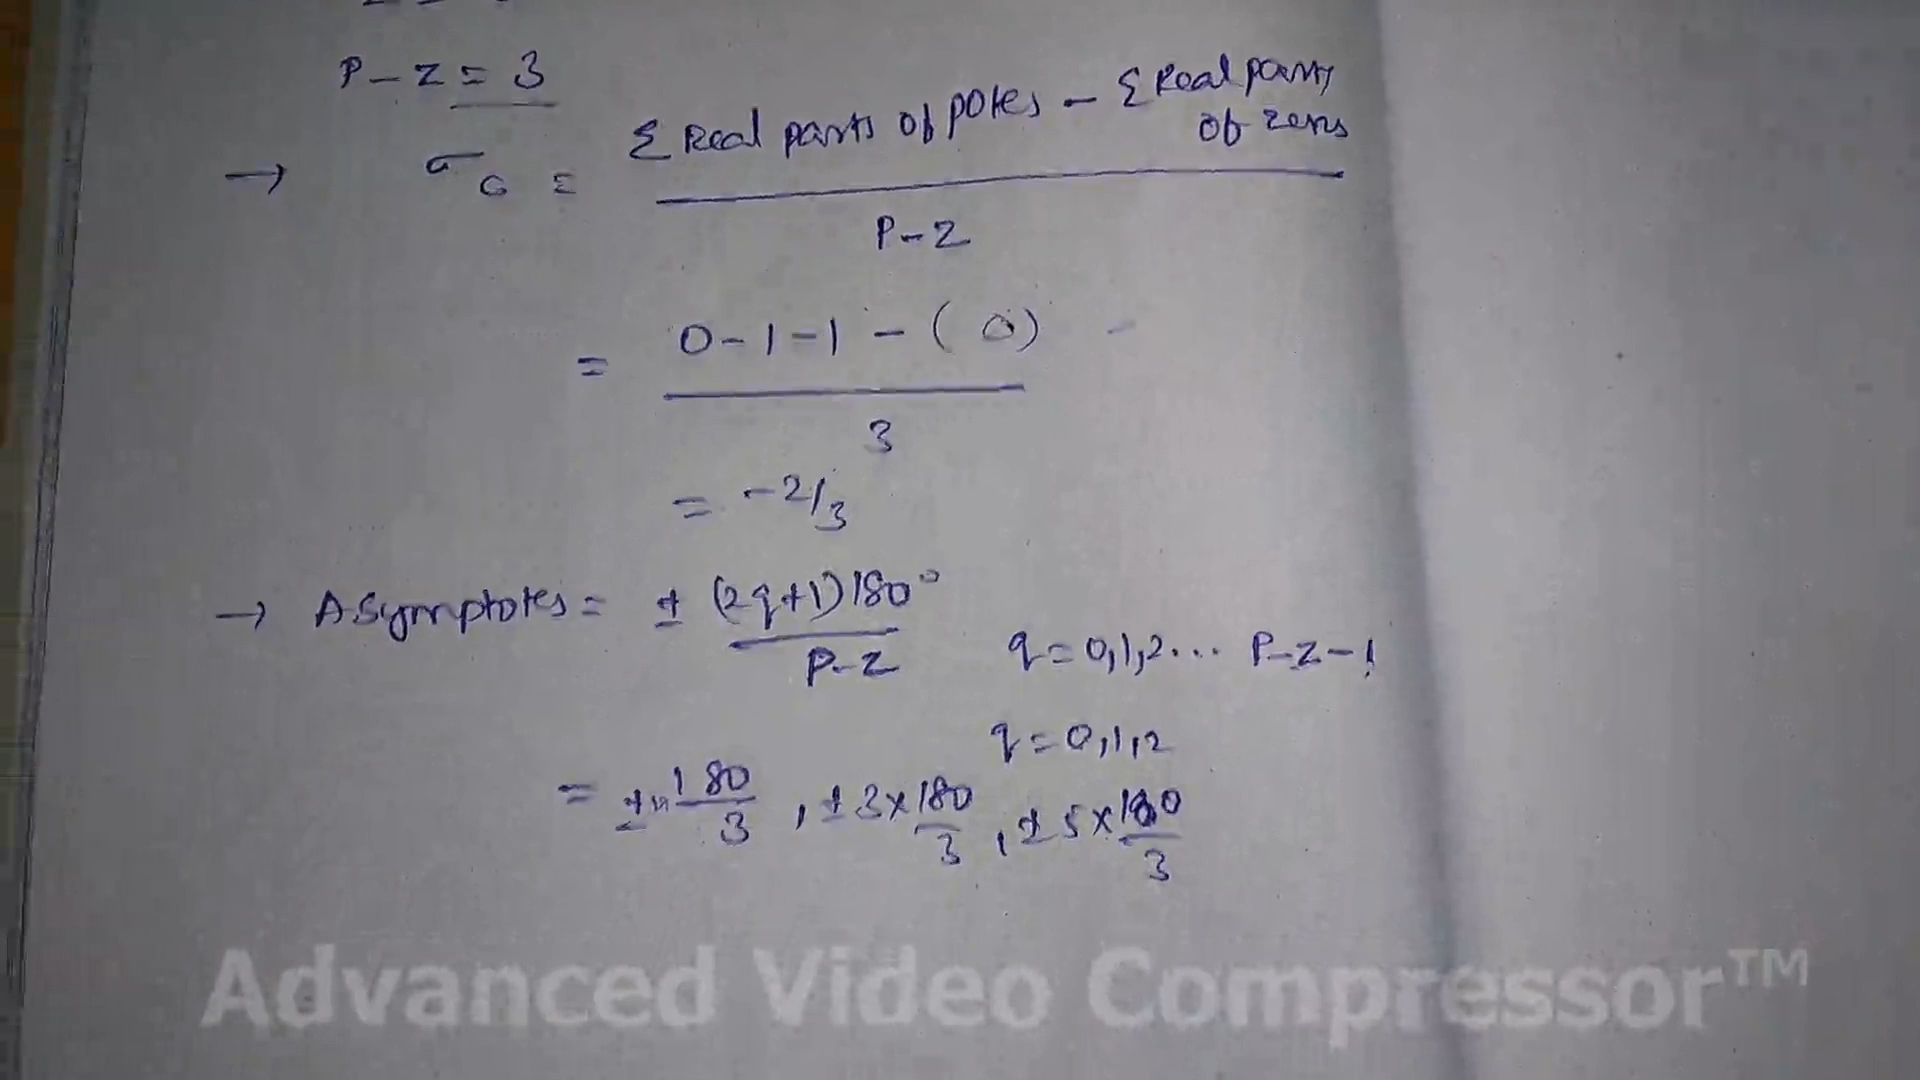 P-Z = 3
→ σG = Σ Real parts of poles - Σ Real parts of zeros
P-Z
= 0-1-1 - (0)
3
= -2/3
→ Asymptotes = ± (2q+1)180°
P-Z
q = 0,1,2... P-Z-1
q = 0,1,2
= ± 180/3, ±3×180/3, ±5×180/3
Advanced Video Compressor™